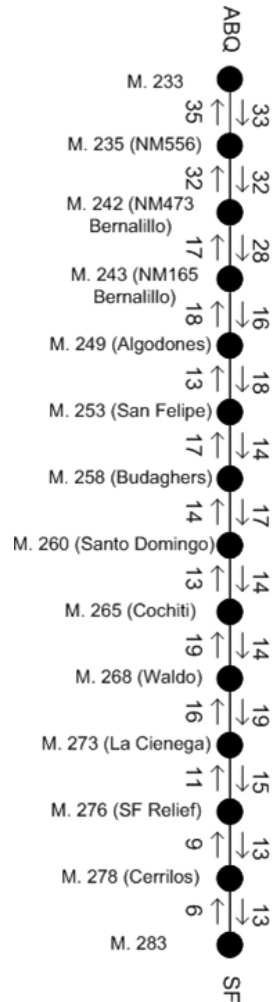 ABQ
M. 233
35 ↑ ↓ 33
M. 235 (NM556)
32 ↑ ↓ 32
M. 242 (NM473
Bernalillo)
17 ↑ ↓ 28
M. 243 (NM165
Bernalillo)
18 ↑ ↓ 16
M. 249 (Algodones)
13 ↑ ↓ 18
M. 253 (San Felipe)
17 ↑ ↓ 14
M. 258 (Budaghers)
14 ↑ ↓ 17
M. 260 (Santo Domingo)
13 ↑ ↓ 14
M. 265 (Cochiti)
19 ↑ ↓ 14
M. 268 (Waldo)
16 ↑ ↓ 19
M. 273 (La Cienega)
11 ↑ ↓ 15
M. 276 (SF Relief)
9 ↑ ↓ 13
M. 278 (Cerrilos)
6 ↑ ↓ 13
M. 283
SF